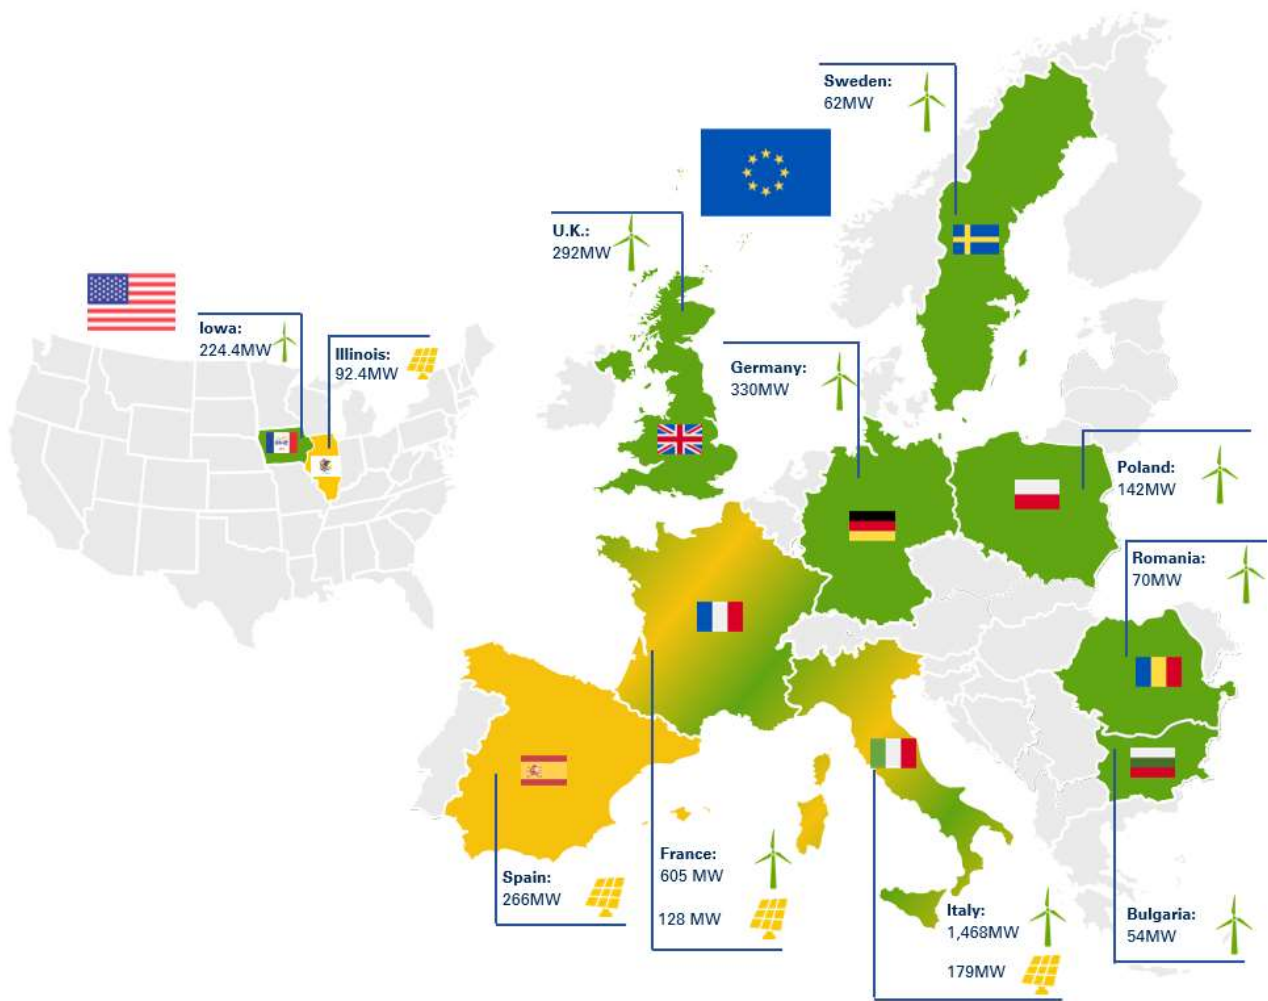 Sweden:
62MW
U.K.:
292MW
Iowa:
224.4MW
Illinois:
92.4MW
Germany:
330MW
Poland:
142MW
Romania:
70MW
Spain:
266MW
France:
605 MW
128 MW
Italy:
1,468MW
179MW
Bulgaria:
54MW